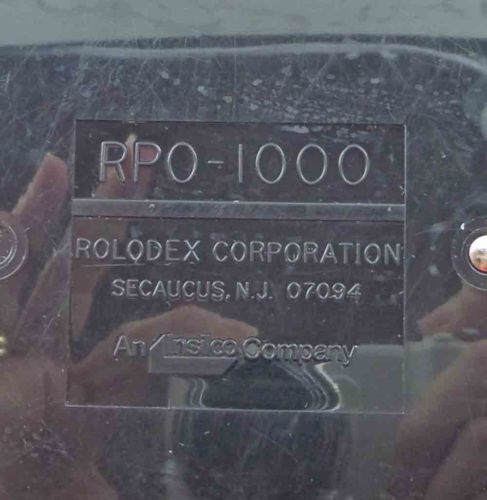 RPO-1000
ROLODEX CORPORATION
SECAUCUS, N.J. 07094
An Insilco Company